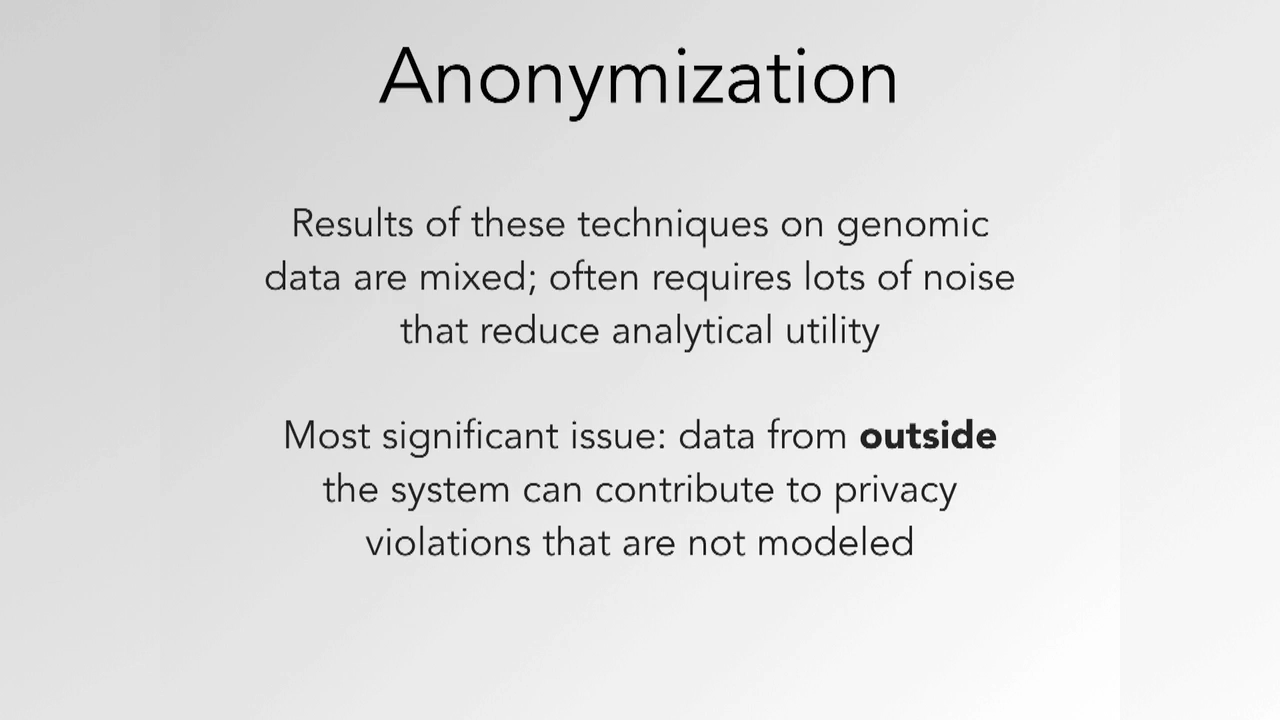 Anonymization
Results of these techniques on genomic
data are mixed; often requires lots of noise
that reduce analytical utility
Most significant issue: data from outside
the system can contribute to privacy
violations that are not modeled